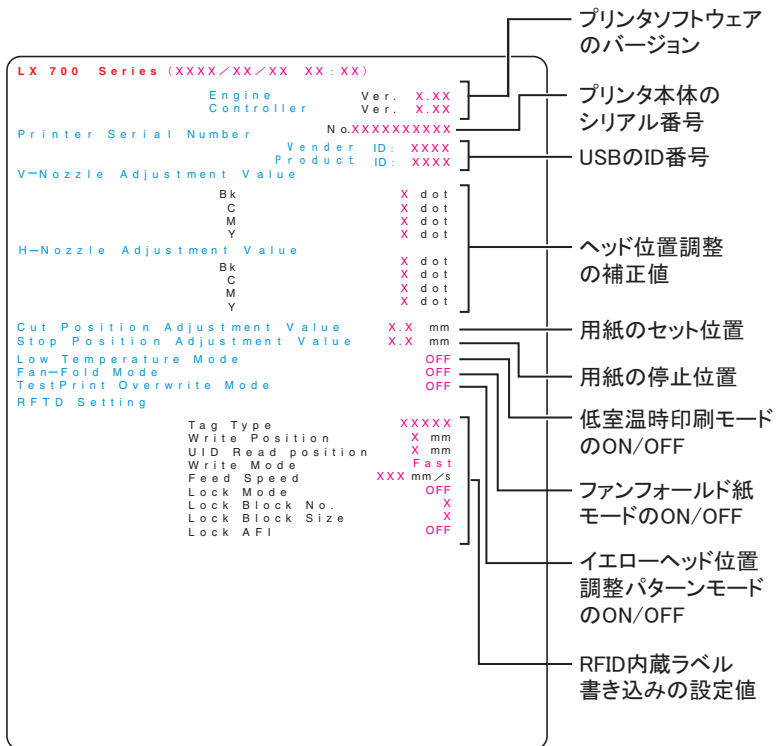 LX 700 Series (XXXX/XX/XX XX:XX)
Engine Ver. X.XX
Controller Ver. X.XX
Printer Serial Number No.XXXXXXXXXX
Vender ID: XXXX
Product ID: XXXX
V-Nozzle Adjustment Value
Bk X dot
C X dot
M X dot
Y X dot
H-Nozzle Adjustment Value
Bk X dot
C X dot
M X dot
Y X dot
Cut Position Adjustment Value X.X mm
Stop Position Adjustment Value X.X mm
Low Temperature Mode OFF
Fan-Fold Mode OFF
TestPrint Overwrite Mode OFF
RFTD Setting
Tag Type XXXXX
Write Position X mm
UID Read position X mm
Write Mode Fast
Feed Speed XXX mm/s
Lock Mode OFF
Lock Block No. X
Lock Block Size X
Lock AFI OFF
プリンタソフトウェア
のバージョン
プリンタ本体の
シリアル番号
USBのID番号
ヘッド位置調整
の補正値
用紙のセット位置
用紙の停止位置
低室温時印刷モード
のON/OFF
ファンフォールド紙
モードのON/OFF
イエローヘッド位置
調整パターンモード
のON/OFF
RFID内蔵ラベル
書き込みの設定値